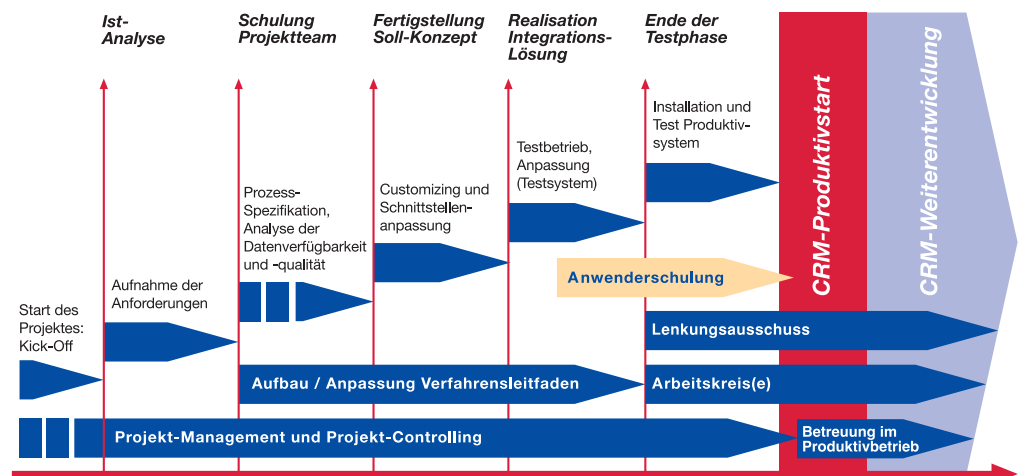 Ist-
Analyse
Schulung
Projektteam
Fertigstellung
Soll-Konzept
Realisation
Integrations-
Lösung
Ende der
Testphase
CRM-Produktivstart
CRM-Weiterentwicklung
Installation und
Test Produktiv-
system
Testbetrieb,
Anpassung
(Testsystem)
Customizing und
Schnittstellen-
anpassung
Prozess-
Spezifikation,
Analyse der
Datenverfügbarkeit
und -qualität
Aufnahme der
Anforderungen
Start des
Projektes:
Kick-Off
Anwenderschulung
Lenkungsausschuss
Aufbau / Anpassung Verfahrensleitfaden
Arbeitskreis(e)
Projekt-Management und Projekt-Controlling
Betreuung im
Produktivbetrieb